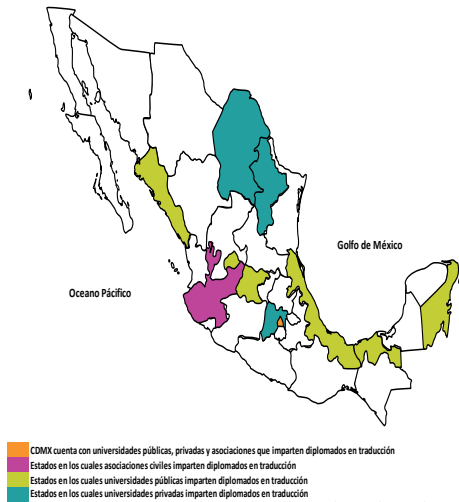 Golfo de México
Oceano Pácifico
CDMX cuenta con universidades públicas, privadas y asociaciones que imparten diplomados en traducción
Estados en los cuales asociaciones civiles imparten diplomados en traducción
Estados en los cuales universidades públicas imparten diplomados en traducción
Estados en los cuales universidades privadas imparten diplomados en traducción